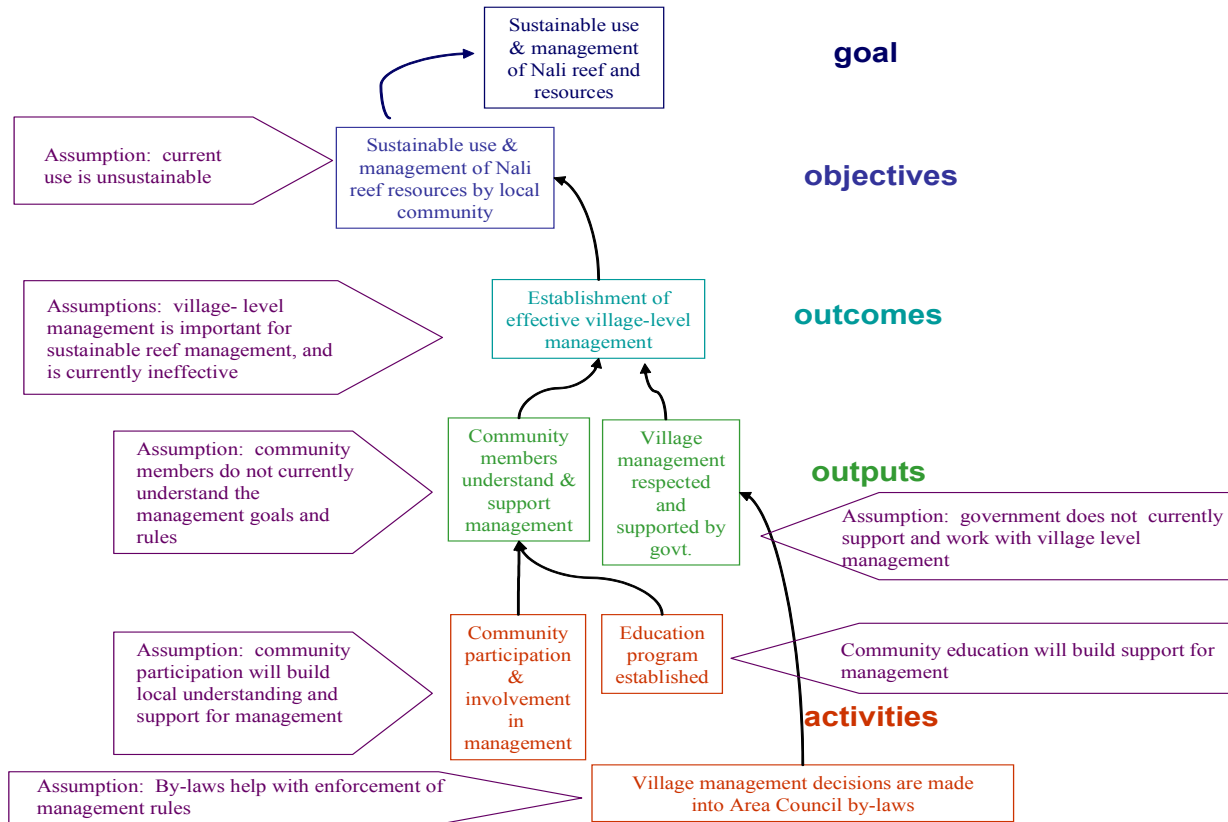 Sustainable use
& management
of Nali reef and
resources
goal
Assumption: current
use is unsustainable
Sustainable use &
management of Nali
reef resources by local
community
objectives
Assumptions: village- level
management is important for
sustainable reef management, and
is currently ineffective
Establishment of
effective village-level
management
outcomes
Assumption: community
members do not currently
understand the
management goals and
rules
Community
members
understand &
support
management
Village
management
respected
and
supported by
govt.
outputs
Assumption: government does not currently
support and work with village level
management
Assumption: community
participation will build
local understanding and
support for management
Community
participation
&
involvement
in
management
Education
program
established
Community education will build support for
management
activities
Assumption: By-laws help with enforcement of
management rules
Village management decisions are made
into Area Council by-laws